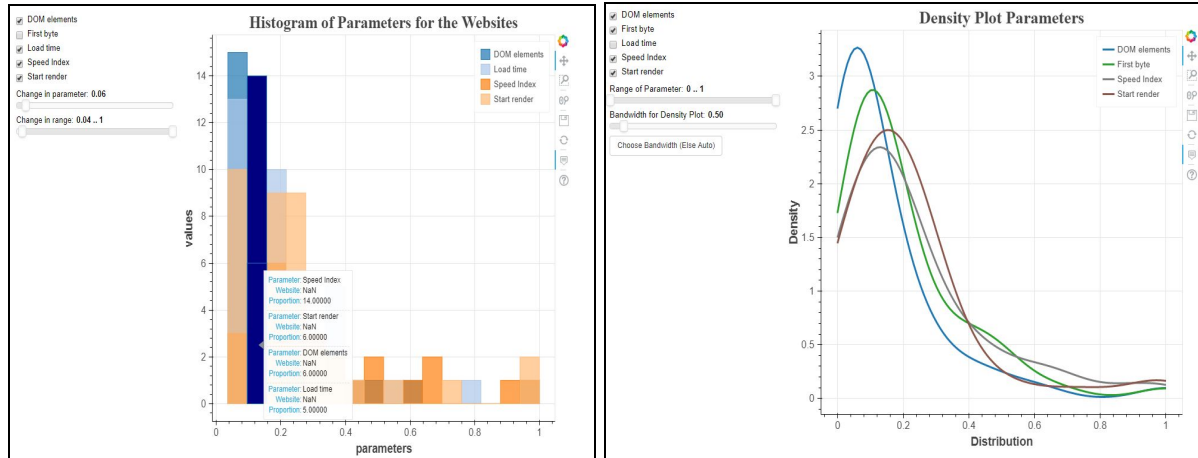 DOM elements
First byte
Load time
Speed Index
Start render
Change in parameter: 0.06
Change in range: 0.04 .. 1
Histogram of Parameters for the Websites
DOM elements
Load time
Speed Index
Start render
values
14
12
10
8
6
4
2
0
Parameter: Speed Index
Website: NaN
Proportion: 14.00000
Parameter: Start render
Website: NaN
Proportion: 6.00000
Parameter: DOM elements
Website: NaN
Proportion: 6.00000
Parameter: Load time
Website: NaN
Proportion: 5.00000
0 0.2 0.4 0.6 0.8 1
parameters
DOM elements
First byte
Load time
Speed Index
Start render
Range of Parameter: 0 .. 1
Bandwidth for Density Plot: 0.50
Choose Bandwidth (Else Auto)
Density Plot Parameters
DOM elements
First byte
Speed Index
Start render
Density
3
2.5
2
1.5
1
0.5
0
0 0.2 0.4 0.6 0.8 1
Distribution